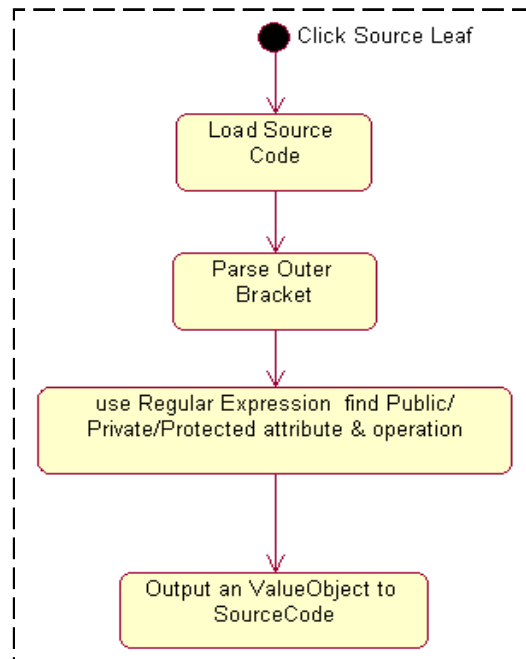 Click Source Leaf
Load Source
Code
Parse Outer
Bracket
use Regular Expression  find Public/
Private/Protected attribute & operation
Output an ValueObject to
SourceCode